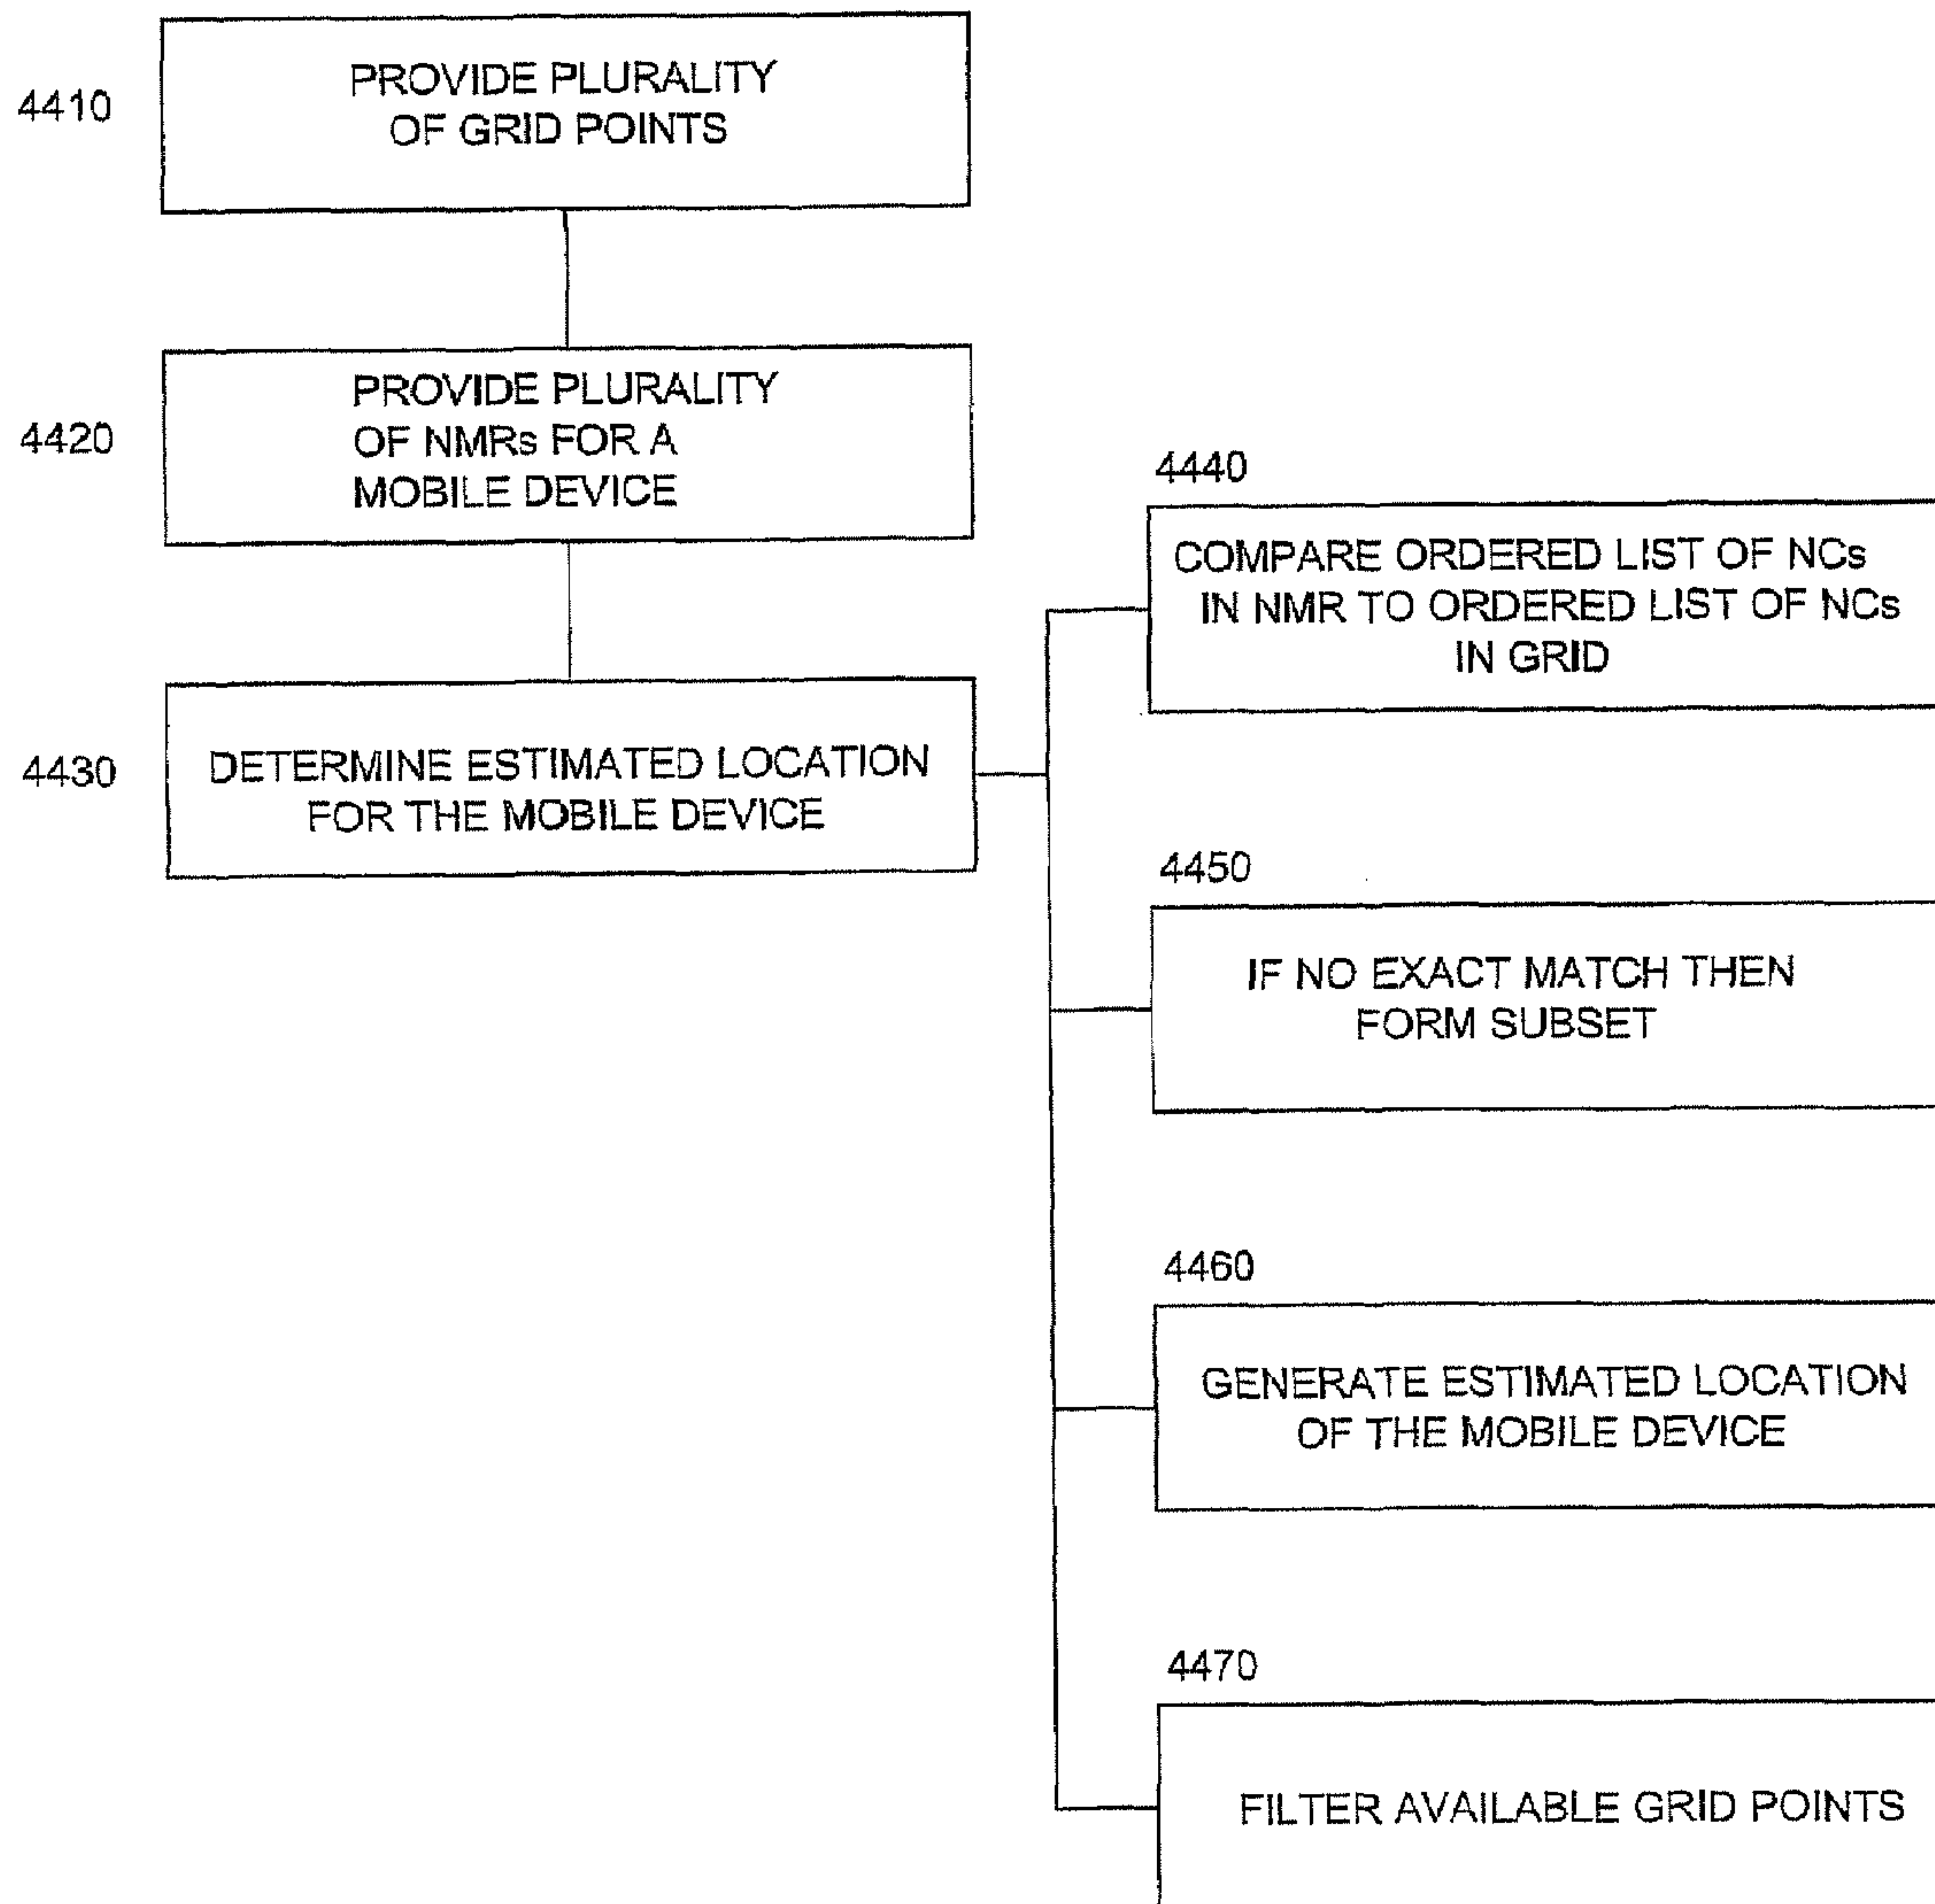 4410
PROVIDE PLURALITY
OF GRID POINTS
4420
PROVIDE PLURALITY
OF NMRs FOR A
MOBILE DEVICE
4430
DETERMINE ESTIMATED LOCATION
FOR THE MOBILE DEVICE
4440
COMPARE ORDERED LIST OF NCs
IN NMR TO ORDERED LIST OF NCs
IN GRID
4450
IF NO EXACT MATCH THEN
FORM SUBSET
4460
GENERATE ESTIMATED LOCATION
OF THE MOBILE DEVICE
4470
FILTER AVAILABLE GRID POINTS